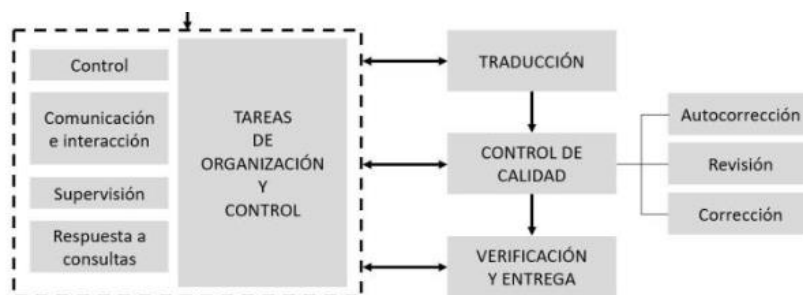 Control
Comunicación
e interacción
Supervisión
Respuesta a
consultas
TAREAS
DE
ORGANIZACIÓN
Y
CONTROL
TRADUCCIÓN
CONTROL DE
CALIDAD
VERIFICACIÓN
Y ENTREGA
Autocorrección
Revisión
Corrección